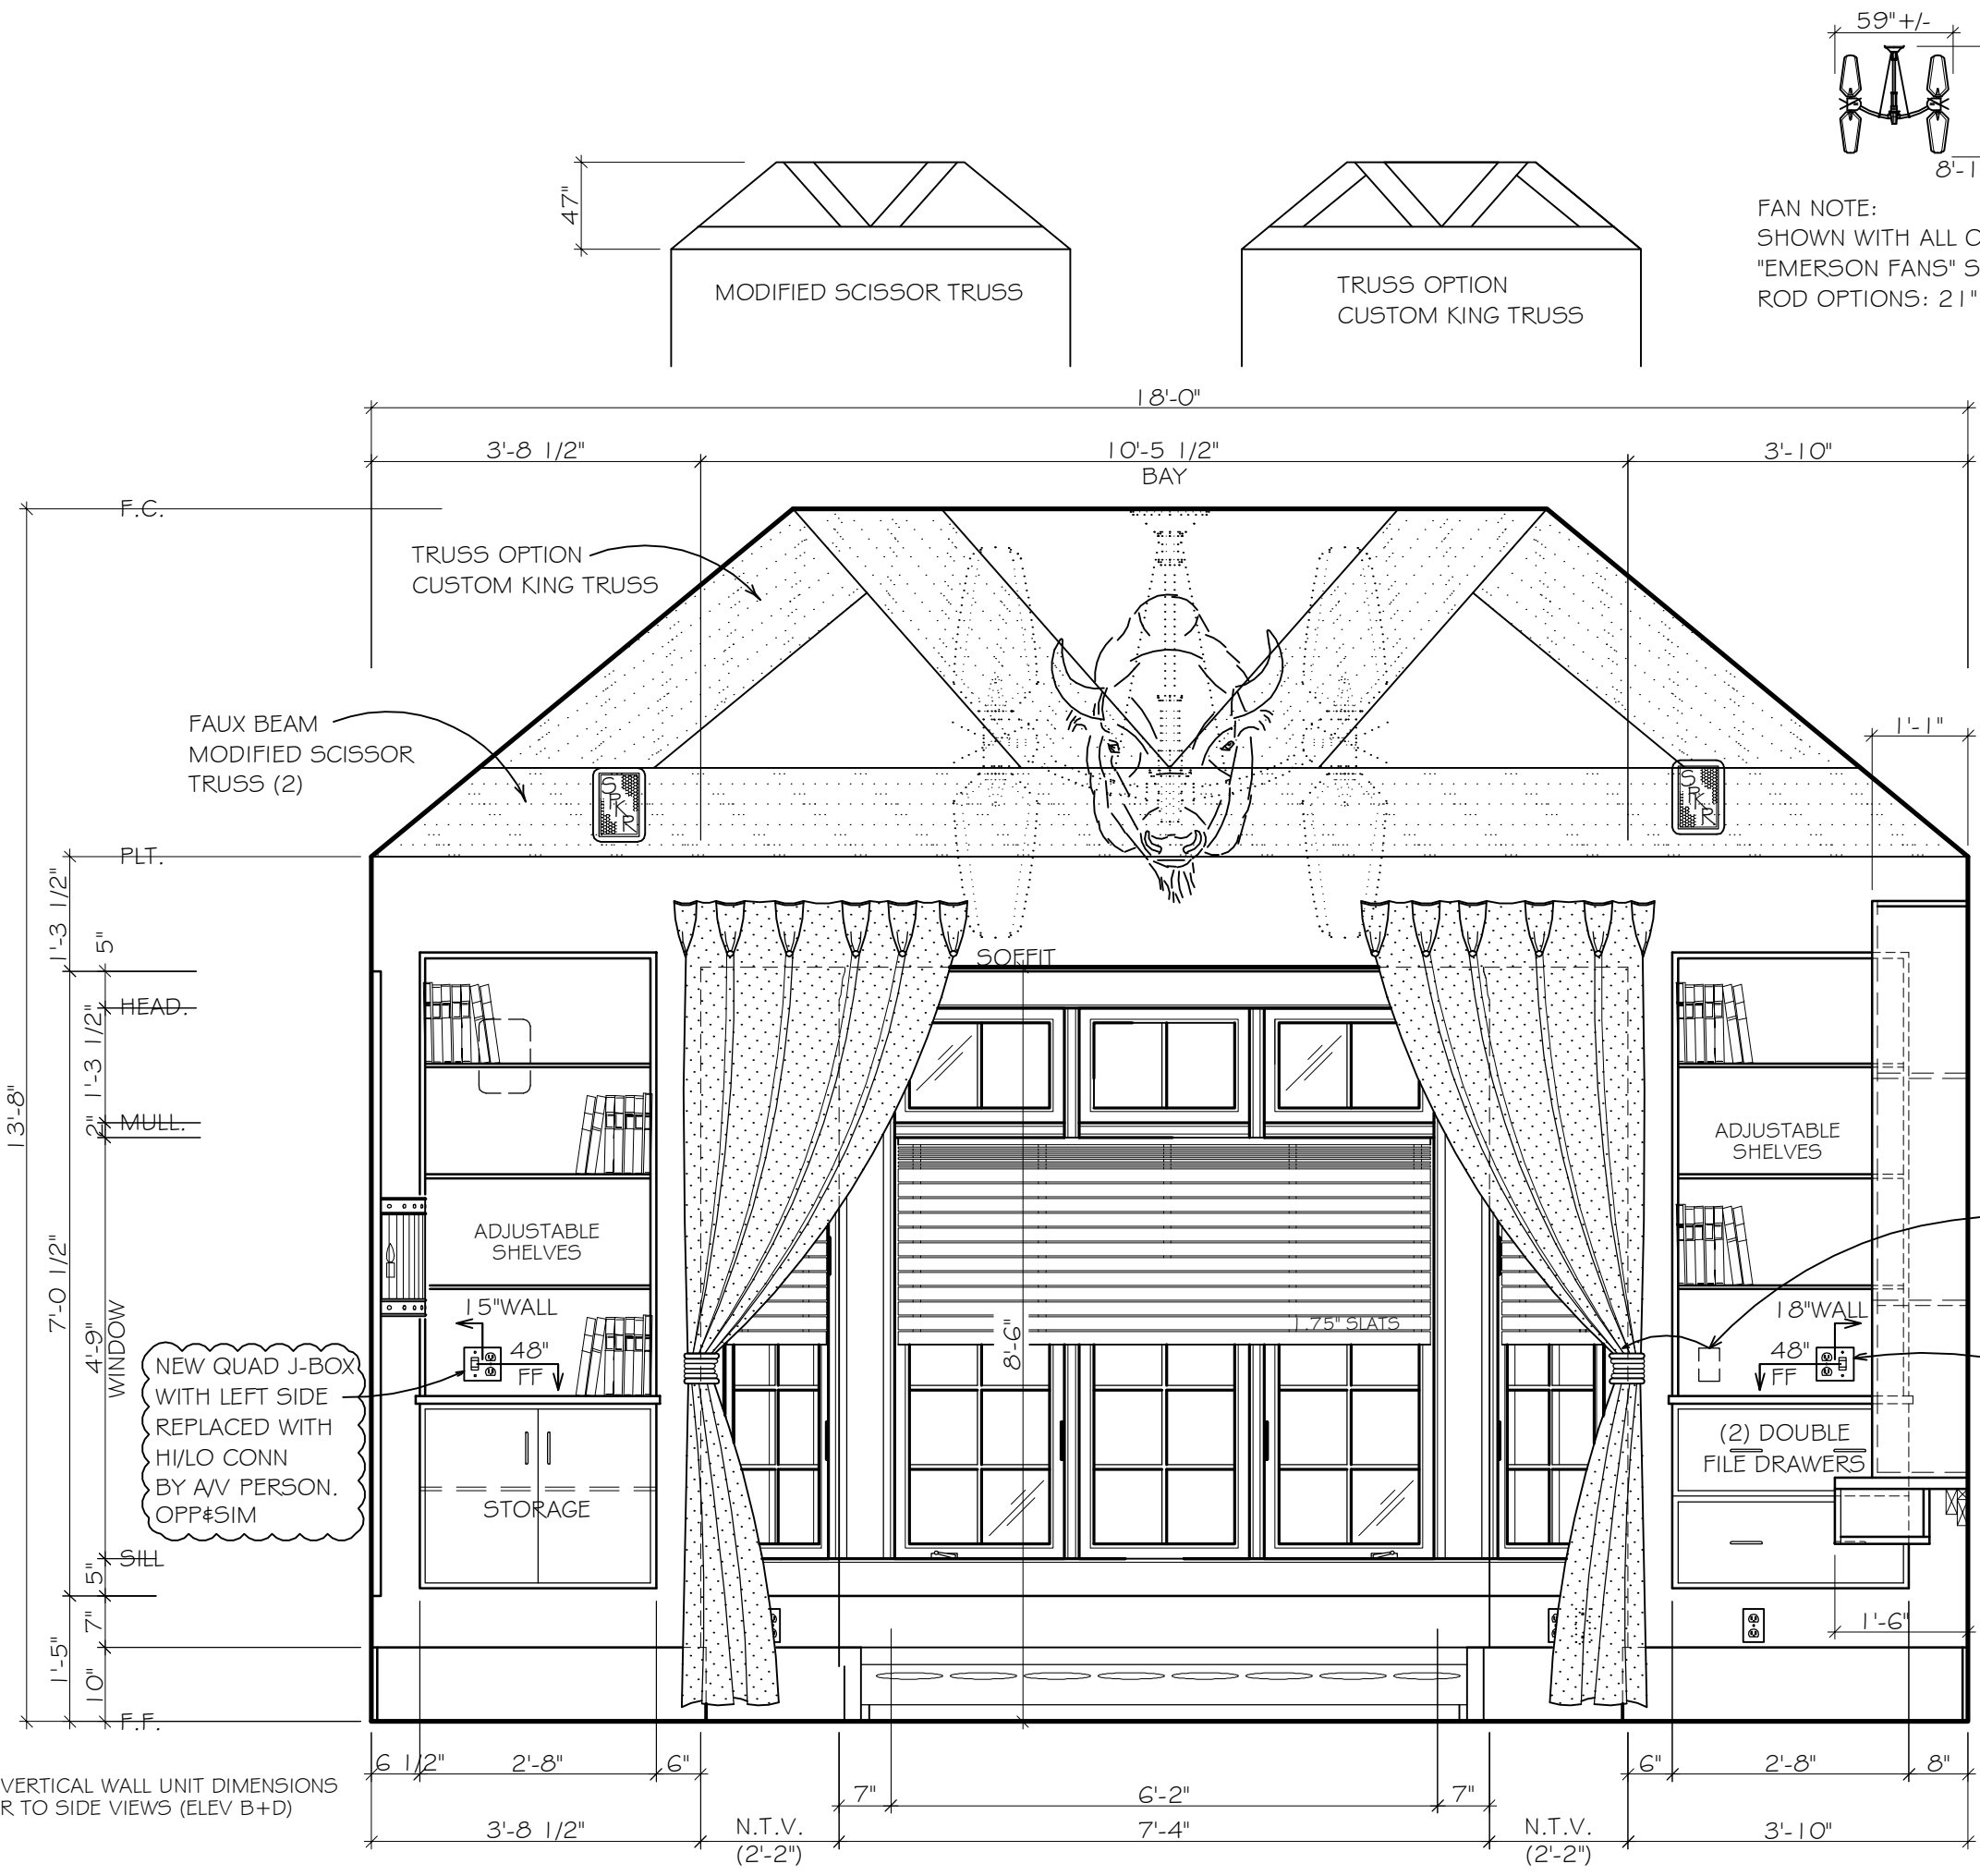 59"+/-
8'-1
FAN NOTE:
SHOWN WITH ALL O
"EMERSON FANS" S
ROD OPTIONS: 21"
47"
MODIFIED SCISSOR TRUSS
TRUSS OPTION
CUSTOM KING TRUSS
18'-0"
3'-8 1/2"
10'-5 1/2"
BAY
3'-10"
F.C.
TRUSS OPTION
CUSTOM KING TRUSS
FAUX BEAM
MODIFIED SCISSOR
TRUSS (2)
1'-1"
SPKR
SPKR
PLT.
1'-3 1/2"
5"
SOFFIT
HEAD.
1'-3 1/2"
13'-8"
2"
MULL.
ADJUSTABLE
SHELVES
ADJUSTABLE
SHELVES
7'-0 1/2"
4'-9"
WINDOW
15"WALL
48"
FF
8'-6"
1.75" SLATS
18"WALL
48"
FF
NEW QUAD J-BOX
WITH LEFT SIDE
REPLACED WITH
HI/LO CONN
BY A/V PERSON.
OPP&SIM
STORAGE
(2) DOUBLE
FILE DRAWERS
SILL
5"
7"
1'-5"
10"
1'-6"
F.F.
6 1/2"
2'-8"
6"
6"
2'-8"
8"
VERTICAL WALL UNIT DIMENSIONS
R TO SIDE VIEWS (ELEV B+D)
7"
6'-2"
7"
3'-8 1/2"
N.T.V.
(2'-2")
7'-4"
N.T.V.
(2'-2")
3'-10"